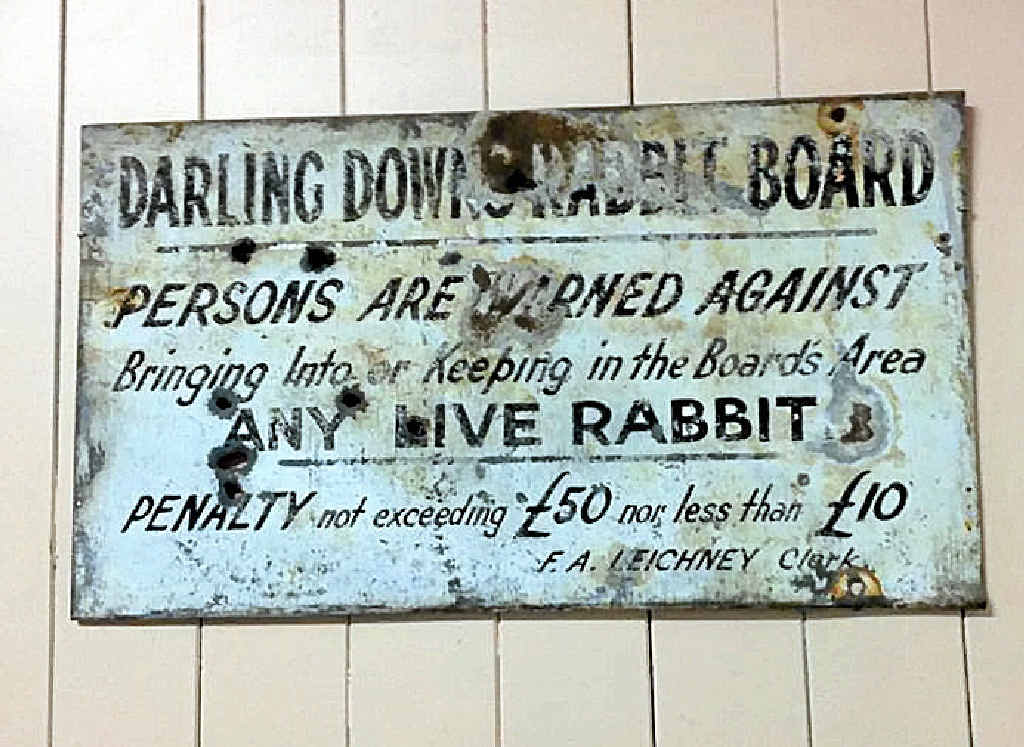 DARLING DOWNS RABBIT BOARD
PERSONS ARE WARNED AGAINST
Bringing Into or Keeping in the Board's Area
ANY LIVE RABBIT
PENALTY not exceeding £50 nor less than £10
F. A. LEICHNEY Clerk